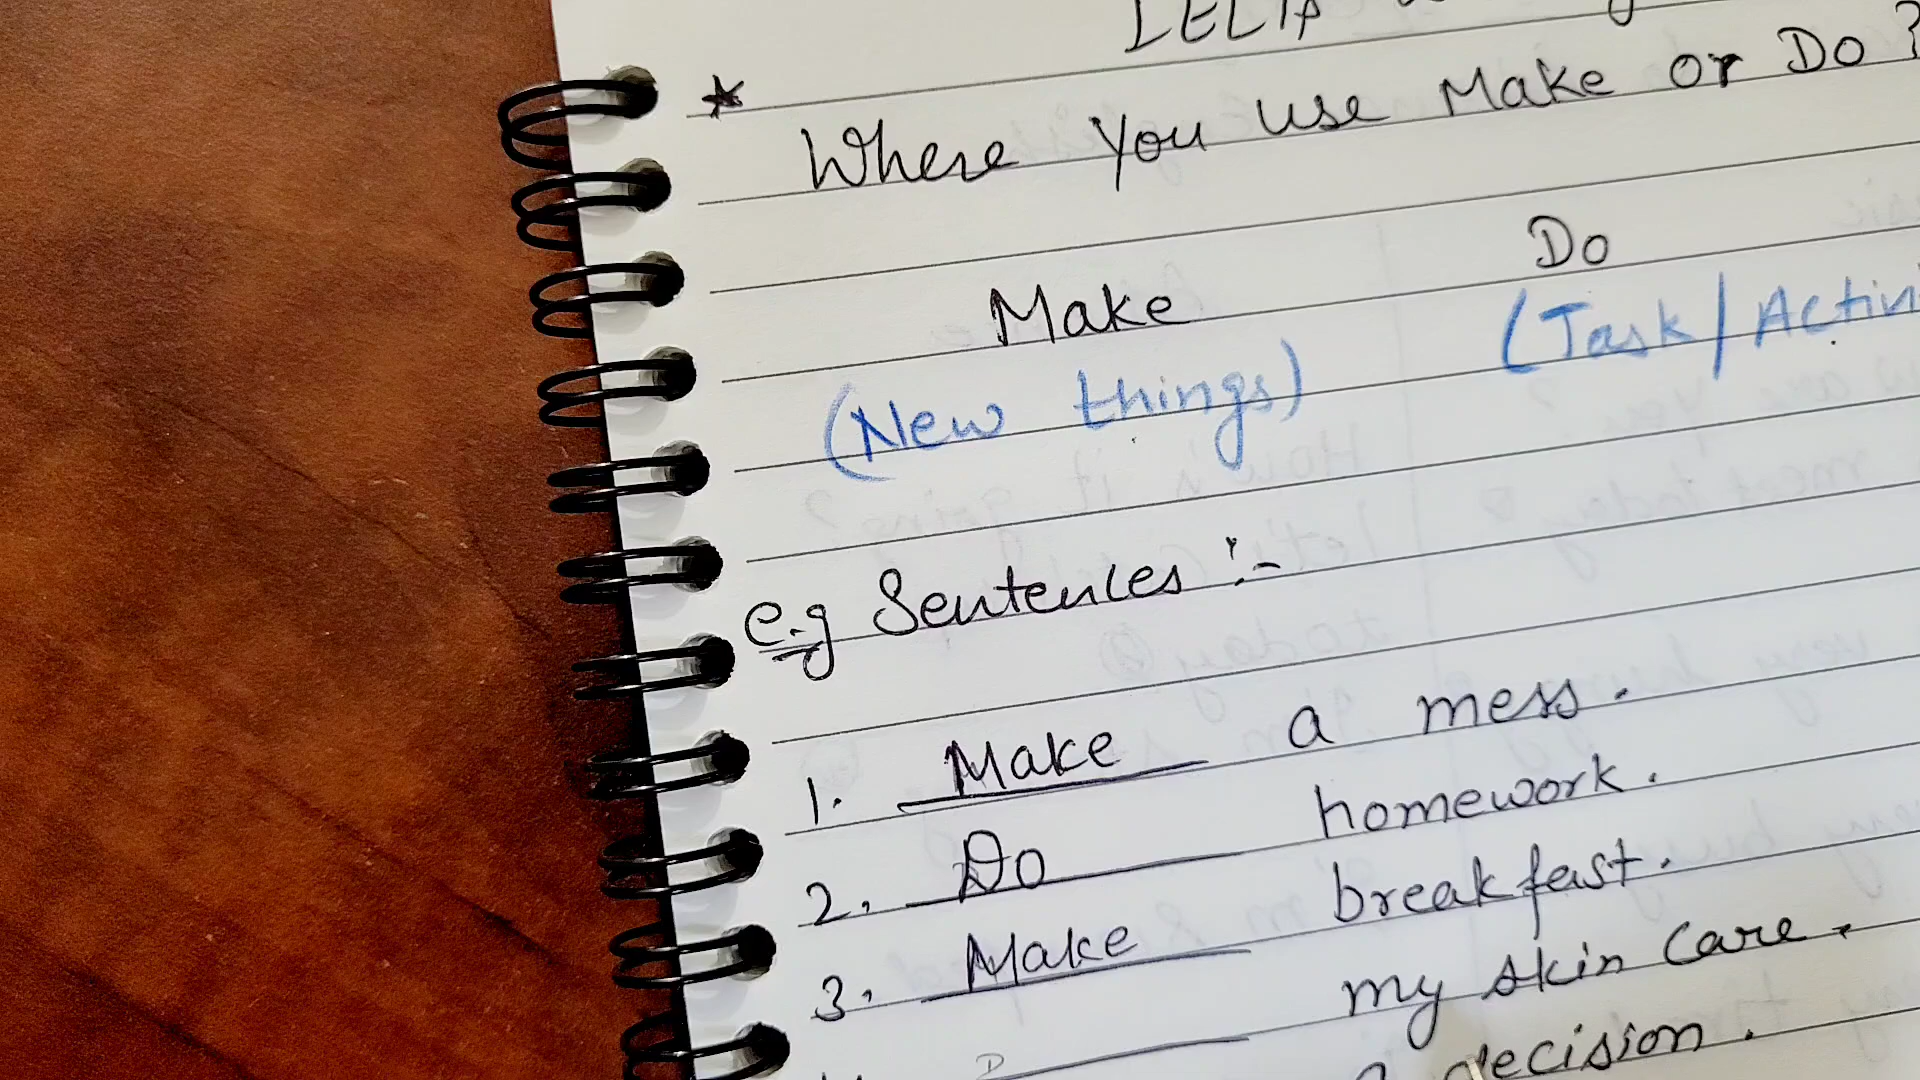 * Where You use Make or Do?
Make Do
(New things) (Task/
e.g Sentences :-
1. Make a mess.
2. Do homework.
3. Make breakfast.
my skin care.
decision.